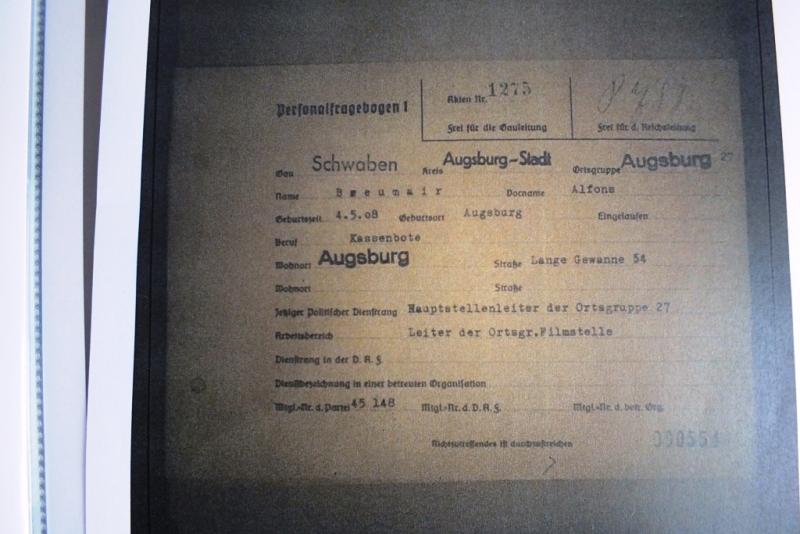 Personalfragebogen 1
Akten Nr. 1275
Frei für die Gauleitung
Frei für d. Reichsleitung
Gau Schwaben Kreis Augsburg-Stadt Ortsgruppe Augsburg 27
Name Vorname Alfons
Geburtszeit 4.5.08 Geburtsort Augsburg Eingelaufen
Beruf Kassenbote
Wohnort Augsburg Straße Lange Gewanne 54
Wohnort Straße
Jetziger Politischer Dienstrang Hauptstellenleiter der Ortsgruppe 27
Arbeitsbereich Leiter der Ortsgr.Filmstelle
Dienstrang in der D. A. F.
Dienstbezeichnung in einer betreuten Organisation
Mitgl.-Nr. d. Partei 45 148 Mitgl.-Nr. d. D. A. F. Mitgl.-Nr. d. betr. Org.
Nichtzutreffendes ist durchzustreichen